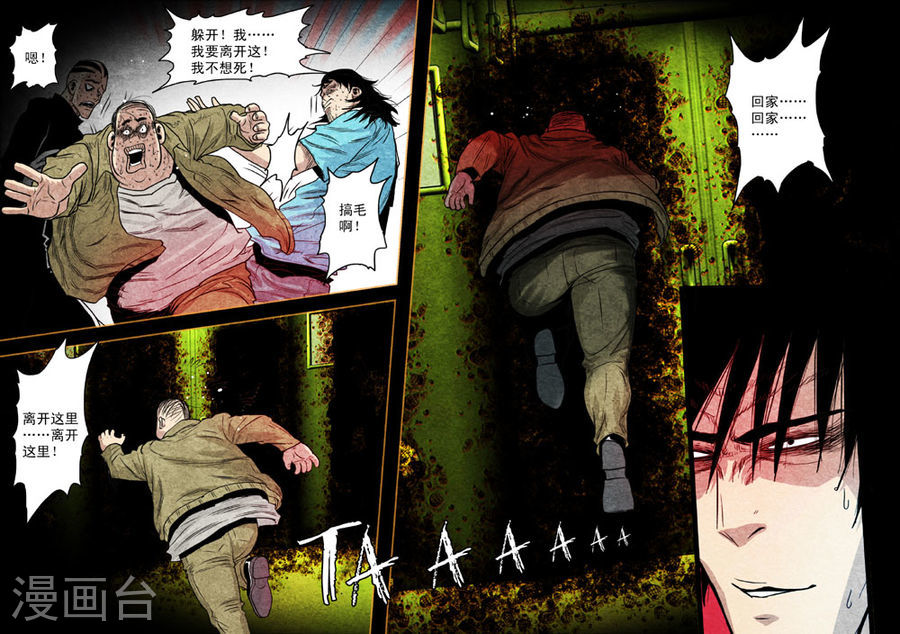 嗯！
躲开！我……
我要离开这！
我不想死！
搞毛
啊！
离开这里
……离开
这里！
回家……
回家……
……
TAAAAAAA
漫画台